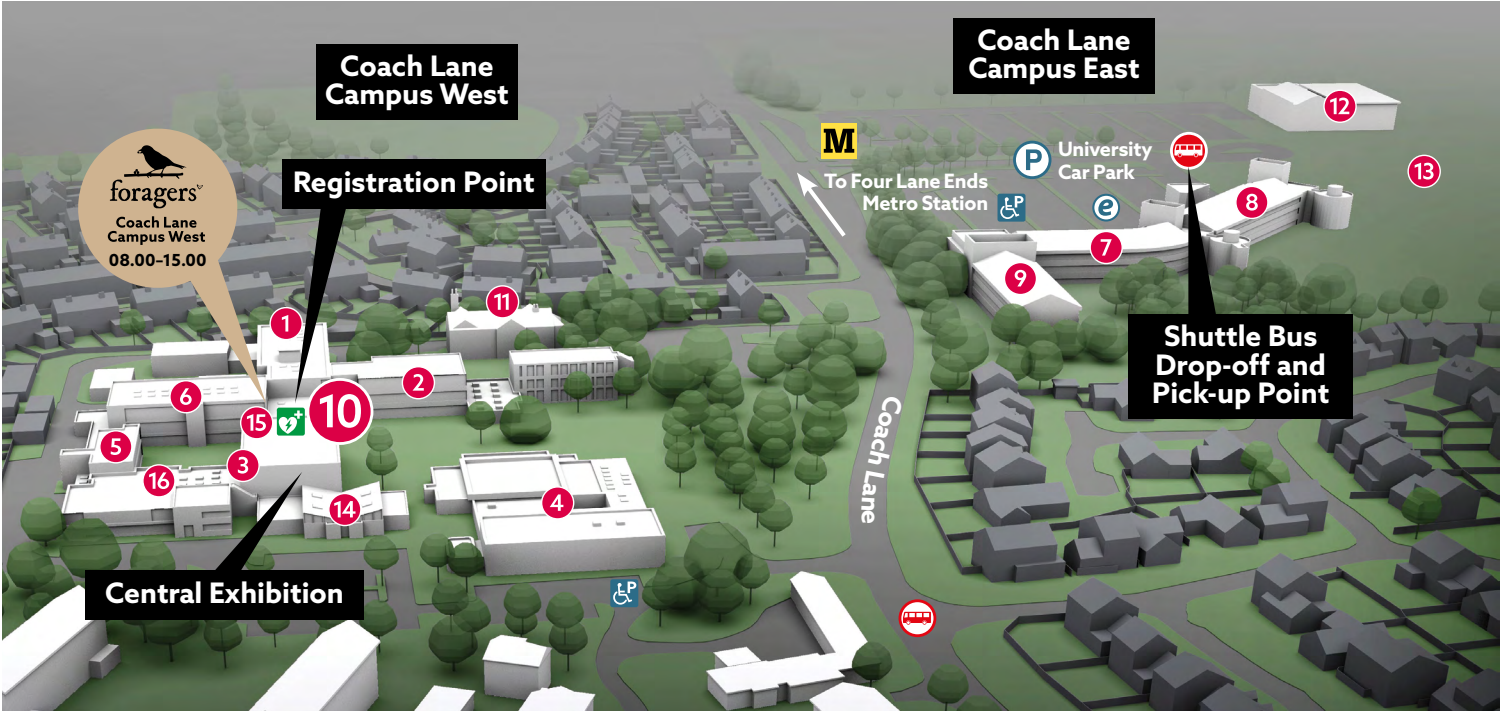 Coach Lane
Campus West
Coach Lane
Campus East
foragers
Coach Lane
Campus West
08.00–15.00
Registration Point
M
To Four Lane Ends
Metro Station
P
University
Car Park
P
e
12
13
8
7
9
11
1
2
6
10
15
5
3
16
14
4
Coach Lane
Shuttle Bus
Drop-off and
Pick-up Point
Central Exhibition
P